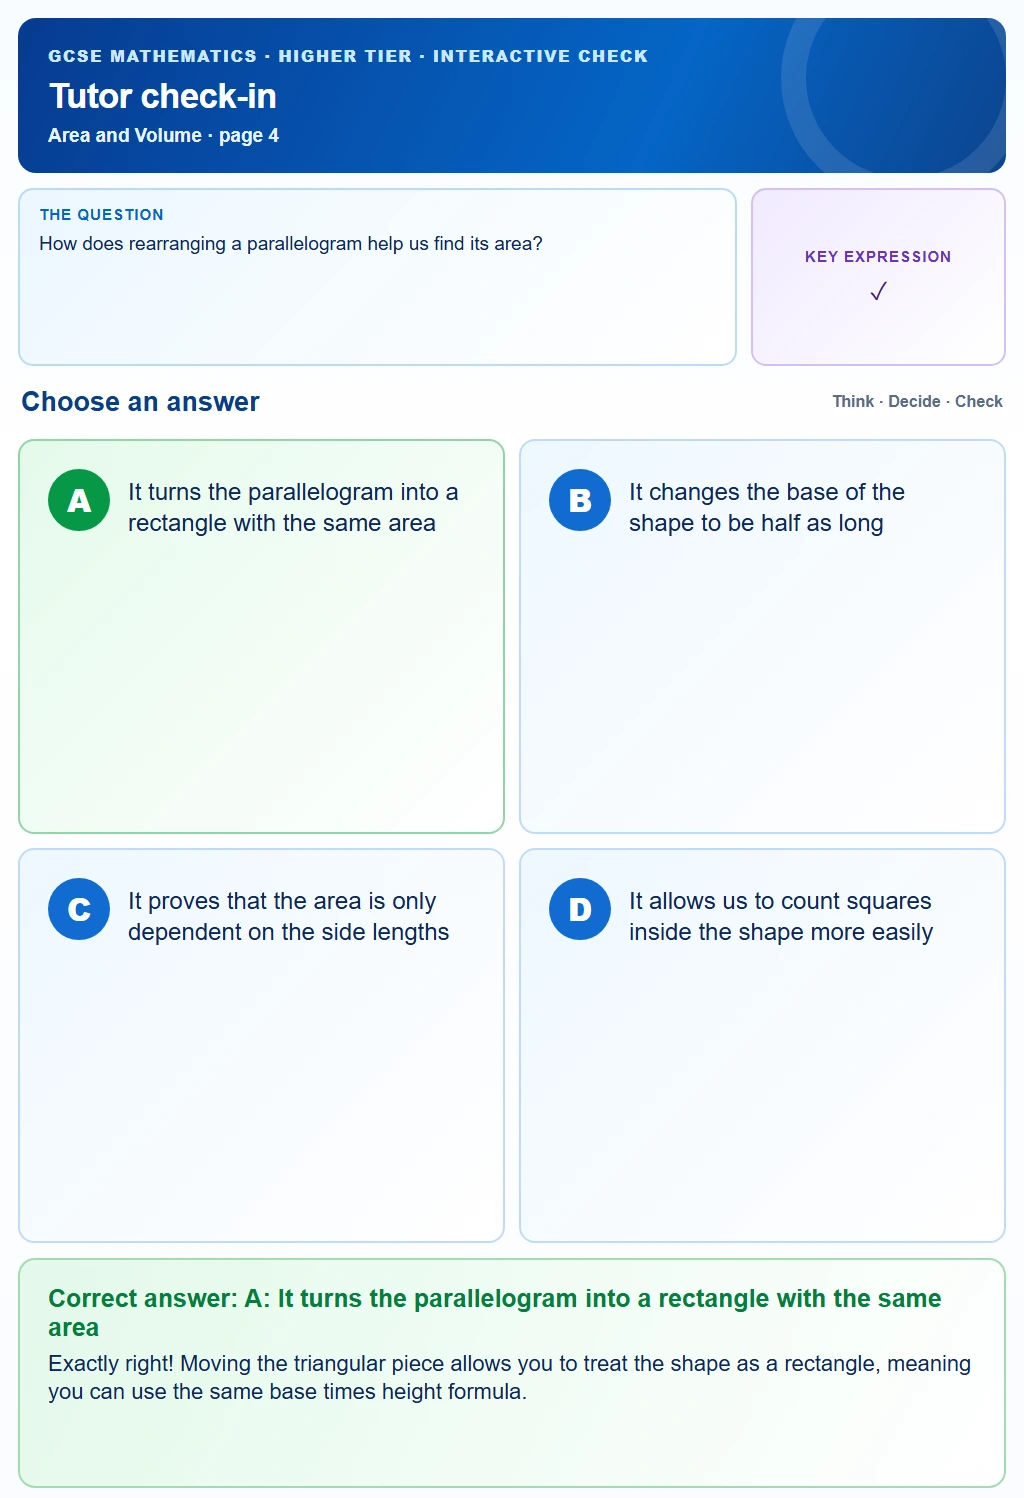 GCSE MATHEMATICS · HIGHER TIER · INTERACTIVE CHECK
Tutor check-in
Area and Volume · page 4
THE QUESTION
How does rearranging a parallelogram help us find its area?
KEY EXPRESSION
✓
Choose an answer
Think · Decide · Check
A
It turns the parallelogram into a
rectangle with the same area
B
It changes the base of the
shape to be half as long
C
It proves that the area is only
dependent on the side lengths
D
It allows us to count squares
inside the shape more easily
Correct answer: A: It turns the parallelogram into a rectangle with the same
area
Exactly right! Moving the triangular piece allows you to treat the shape as a rectangle, meaning
you can use the same base times height formula.